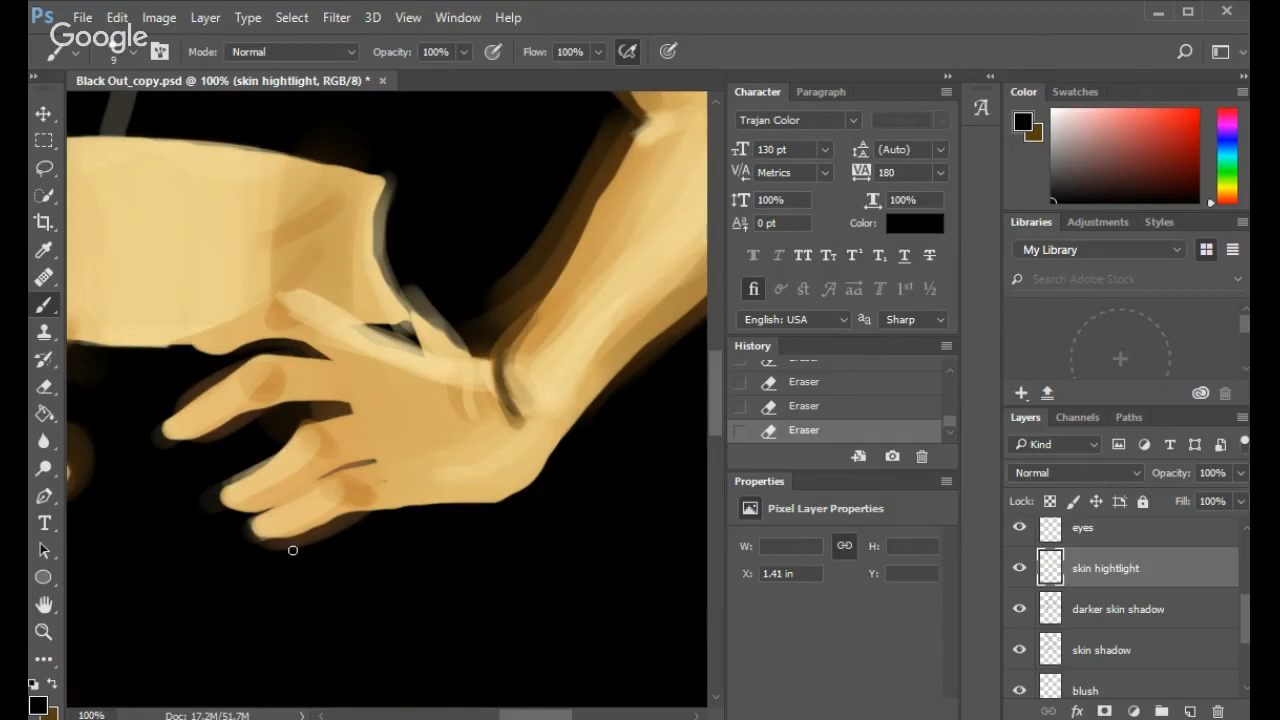 Ps File Edit Image Layer Type Select Filter 3D View Window Help
Google
9 Mode: Normal Opacity: 100% Flow: 100%
Black Out_copy.psd @ 100% (skin hightlight, RGB/8) *
Character Paragraph
Trajan Color
130 pt (Auto)
Metrics 180
100% 100%
0 pt Color:
English: USA Sharp
History
Eraser
Eraser
Eraser
Eraser
Properties
Pixel Layer Properties
W: H:
X: 1.41 in Y:
Color Swatches
Libraries Adjustments Styles
My Library
Search Adobe Stock
Layers Channels Paths
Kind
Normal Opacity: 100%
Lock: Fill: 100%
eyes
skin hightlight
darker skin shadow
skin shadow
blush
100% Doc: 17.2M/51.7M